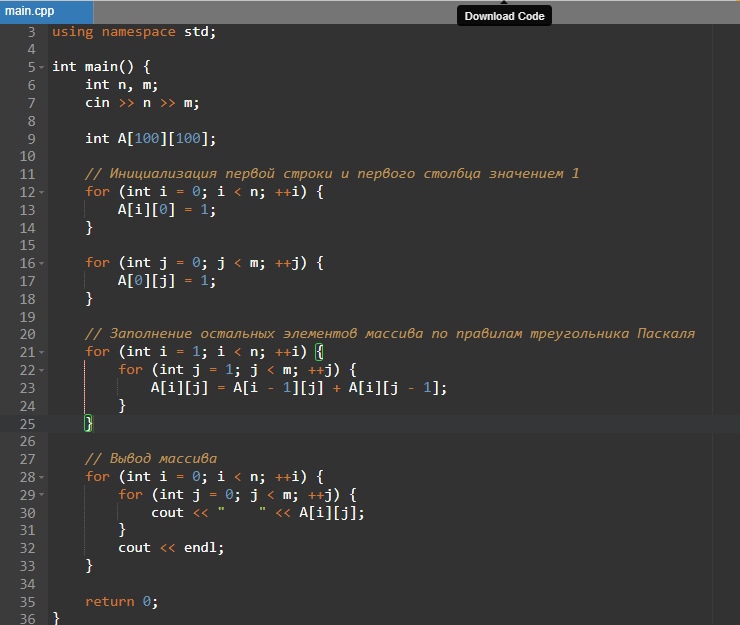 main.cpp
Download Code
3 using namespace std;
4
5 int main() {
6     int n, m;
7     cin >> n >> m;
8
9     int A[100][100];
10
11     // Инициализация первой строки и первого столбца значением 1
12     for (int i = 0; i < n; ++i) {
13         A[i][0] = 1;
14     }
15
16     for (int j = 0; j < m; ++j) {
17         A[0][j] = 1;
18     }
19
20     // Заполнение остальных элементов массива по правилам треугольника Паскаля
21     for (int i = 1; i < n; ++i) {
22         for (int j = 1; j < m; ++j) {
23             A[i][j] = A[i - 1][j] + A[i][j - 1];
24         }
25     }
26
27     // Вывод массива
28     for (int i = 0; i < n; ++i) {
29         for (int j = 0; j < m; ++j) {
30             cout << "    " << A[i][j];
31         }
32         cout << endl;
33     }
34
35     return 0;
36 }